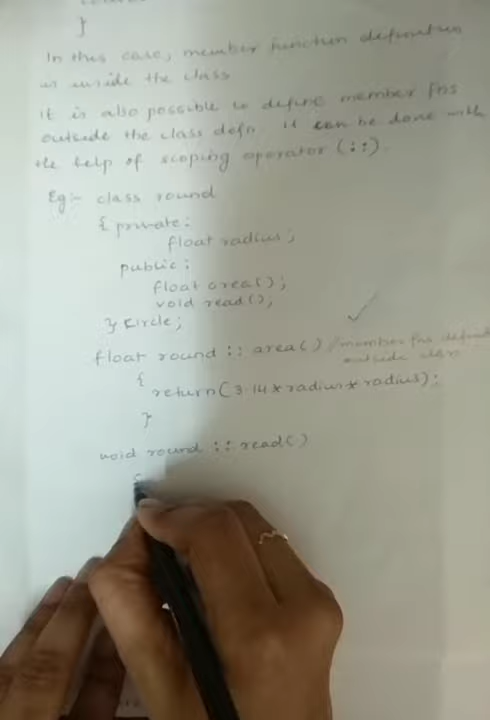 }
In this case, member function definition
is inside the class
It is also possible to define member fns
outside the class defn. It can be done with
the help of scoping operator (::).
Eg:- class round
{ private:
float radius;
public:
float area();
void read();
} circle;
float round :: area() //member fns defined
outside class
{
return(3.14*radius*radius);
}
void round :: read()
{